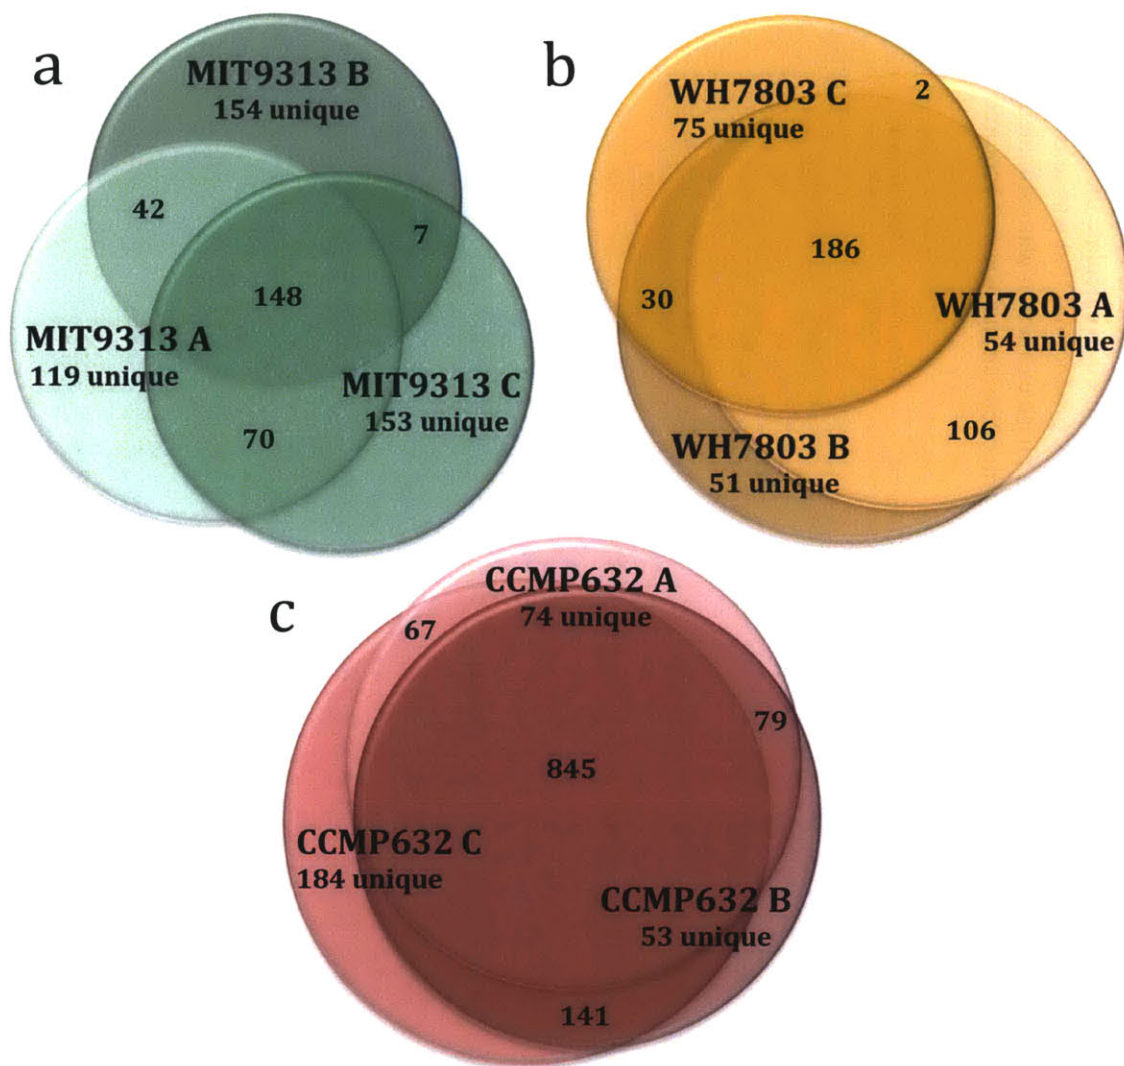 a
MIT9313 B
154 unique
42
7
148
MIT9313 A
119 unique
MIT9313 C
153 unique
70
b
WH7803 C
75 unique
2
186
30
WH7803 A
54 unique
WH7803 B
51 unique
106
c
CCMP632 A
74 unique
67
79
845
CCMP632 C
184 unique
CCMP632 B
53 unique
141